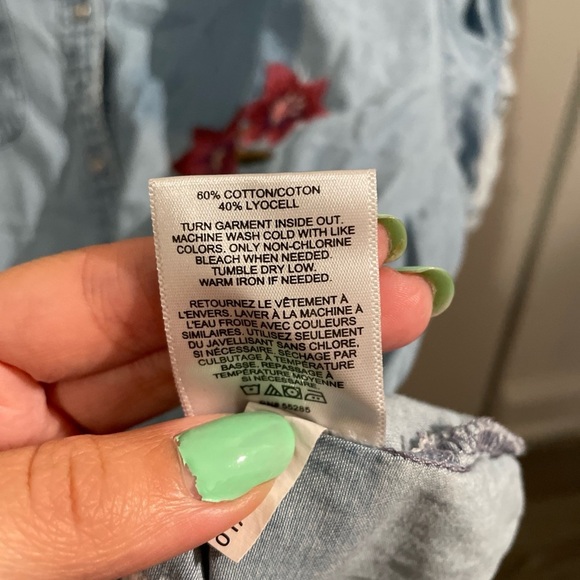 60% COTTON/COTON
40% LYOCELL
TURN GARMENT INSIDE OUT.
MACHINE WASH COLD WITH LIKE
COLORS. ONLY NON-CHLORINE
BLEACH WHEN NEEDED.
TUMBLE DRY LOW.
WARM IRON IF NEEDED.
RETOURNEZ LE VÊTEMENT À
L'ENVERS. LAVER À LA MACHINE À
L'EAU FROIDE AVEC COULEURS
SIMILAIRES. UTILISEZ SEULEMENT
DU JAVELLISANT SANS CHLORE,
SI NÉCESSAIRE. SÉCHAGE PAR
CULBUTAGE À TEMPÉRATURE
BASSE. REPASSAGE À
TEMPÉRATURE MOYENNE
SI NÉCESSAIRE.
55285